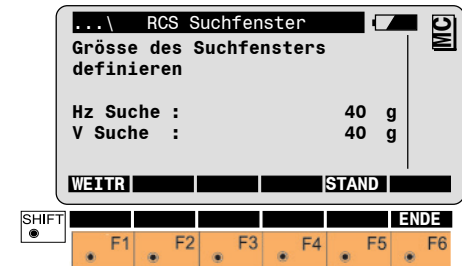 ...\ RCS Suchfenster
MC
Grösse des Suchfensters
definieren
Hz Suche : 40 g
V Suche : 40 g
WEITR STAND
SHIFT ENDE
F1 F2 F3 F4 F5 F6